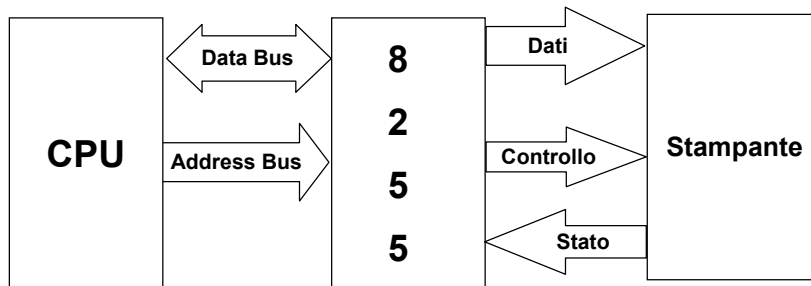 CPU
Data Bus
Address Bus
8
2
5
5
Dati
Controllo
Stato
Stampante